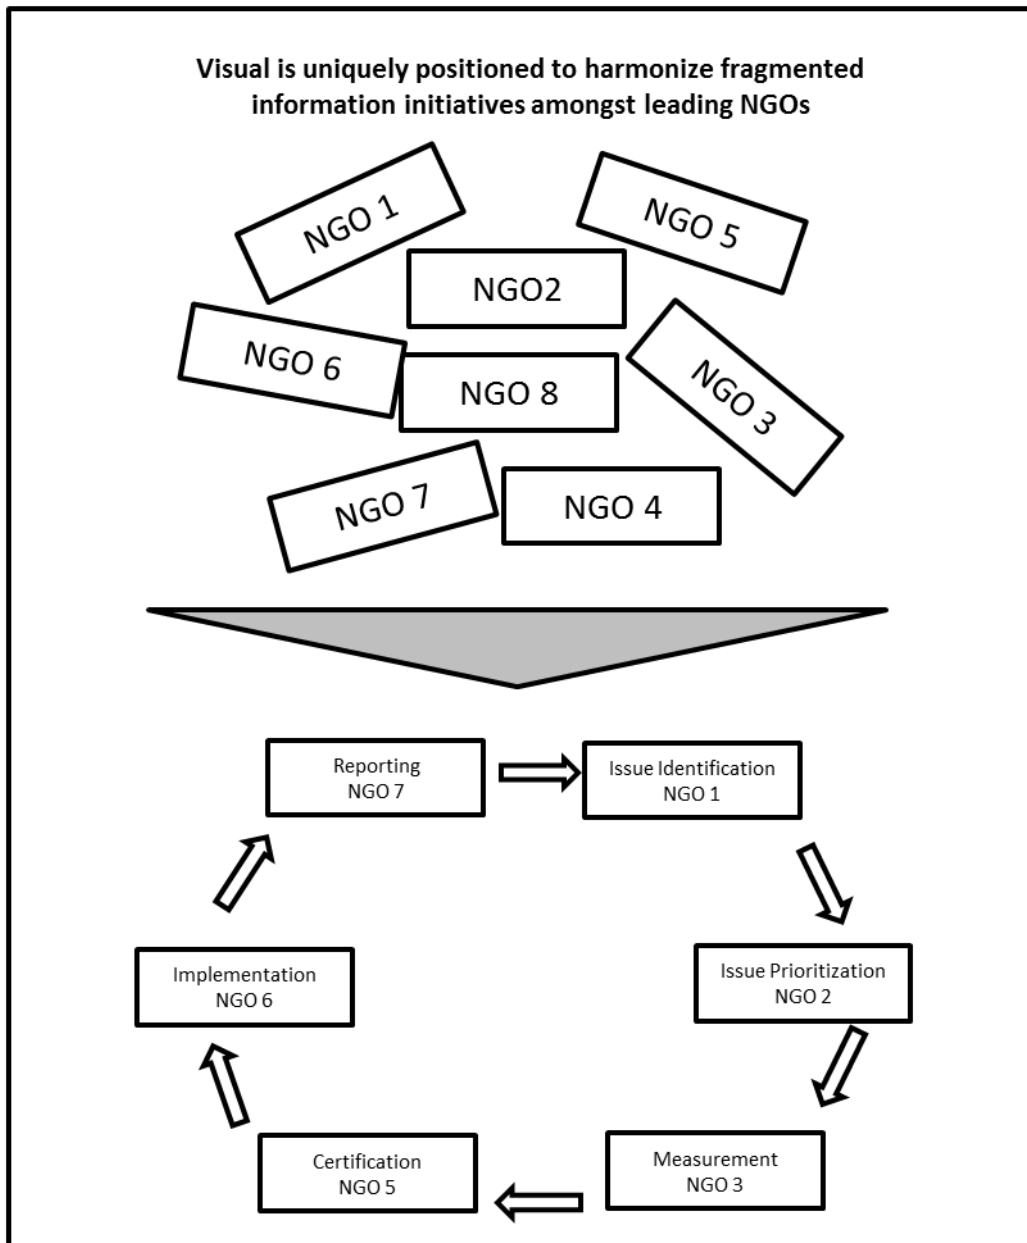 Visual is uniquely positioned to harmonize fragmented
information initiatives amongst leading NGOs
NGO 1
NGO 5
NGO2
NGO 6
NGO 8
NGO 3
NGO 7
NGO 4
Reporting
NGO 7
Issue Identification
NGO 1
Implementation
NGO 6
Issue Prioritization
NGO 2
Certification
NGO 5
Measurement
NGO 3